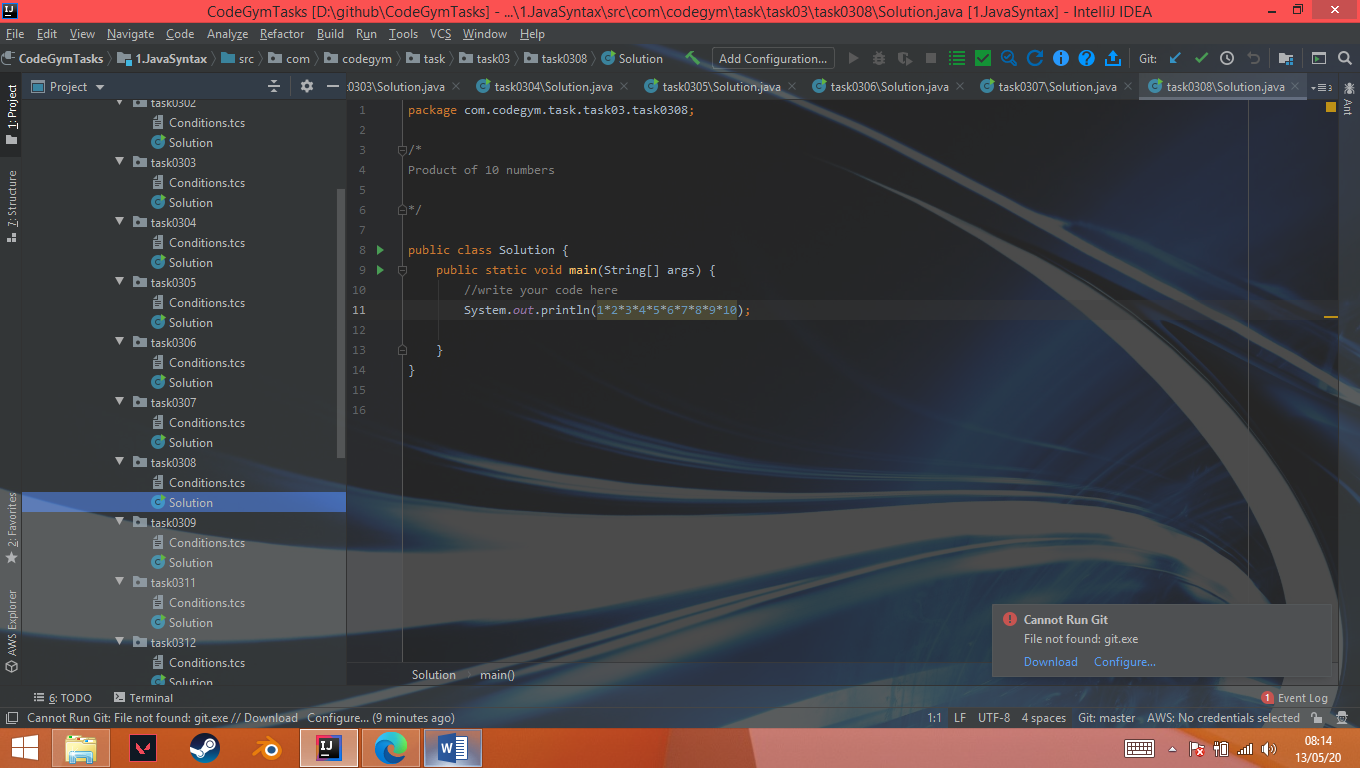 CodeGymTasks [D:\github\CodeGymTasks] - ...\1.JavaSyntax\src\com\codegym\task\task03\task0308\Solution.java [1.JavaSyntax] - IntelliJ IDEA
File Edit View Navigate Code Analyze Refactor Build Run Tools VCS Window Help
CodeGymTasks 1.JavaSyntax src com codegym task task03 task0308 Solution Add Configuration... Git:
Project :0303\Solution.java task0304\Solution.java task0305\Solution.java task0306\Solution.java task0307\Solution.java task0308\Solution.java
1: Project
7: Structure
2: Favorites
AWS Explorer
Ant
task0302
Conditions.tcs
Solution
task0303
Conditions.tcs
Solution
task0304
Conditions.tcs
Solution
task0305
Conditions.tcs
Solution
task0306
Conditions.tcs
Solution
task0307
Conditions.tcs
Solution
task0308
Conditions.tcs
Solution
task0309
Conditions.tcs
Solution
task0311
Conditions.tcs
Solution
task0312
Conditions.tcs
Solution
1 package com.codegym.task.task03.task0308;
2
3 /*
4 Product of 10 numbers
5
6 */
7
8 public class Solution {
9 public static void main(String[] args) {
10 //write your code here
11 System.out.println(1*2*3*4*5*6*7*8*9*10);
12
13 }
14 }
15
16
Cannot Run Git
File not found: git.exe
Download Configure...
Solution main()
6: TODO Terminal 1 Event Log
Cannot Run Git: File not found: git.exe // Download Configure... (9 minutes ago) 1:1 LF UTF-8 4 spaces Git: master AWS: No credentials selected
08:14
13/05/20